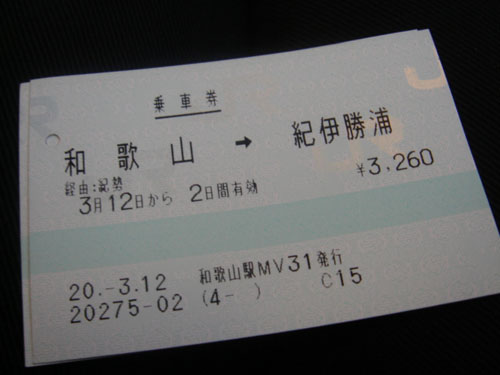 乗車券
和歌山 → 紀伊勝浦
経由:紀勢
¥3,260
3月12日から 2日間有効
20.-3.12 和歌山駅MV31発行
20275-02 (4- ) C15